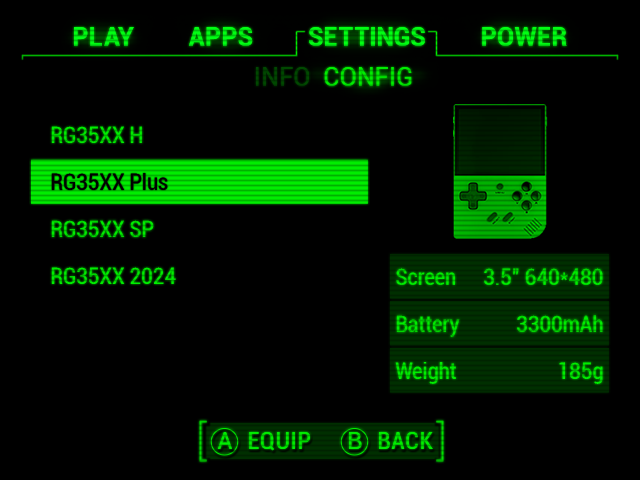 PLAY APPS SETTINGS POWER
INFO CONFIG
RG35XX H
RG35XX Plus
RG35XX SP
RG35XX 2024
Screen 3.5" 640*480
Battery 3300mAh
Weight 185g
A EQUIP B BACK